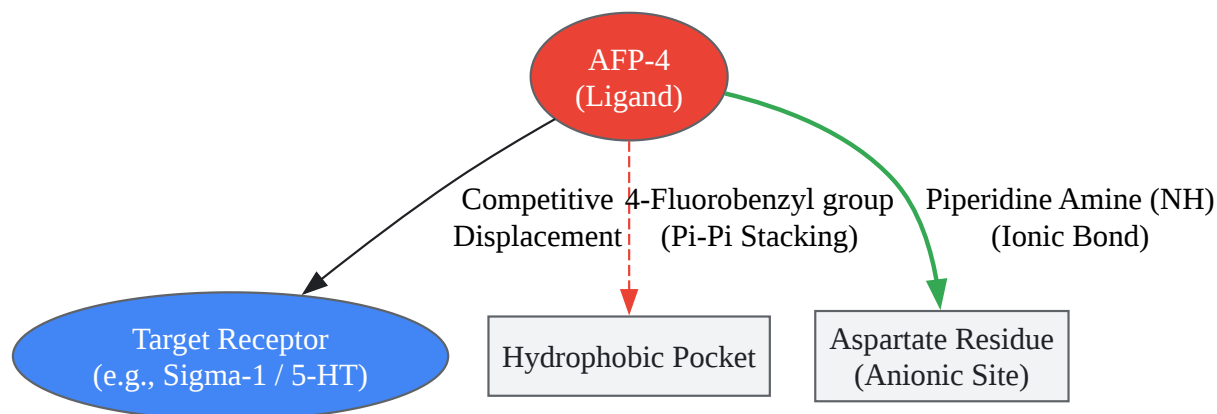 AFP-4
(Ligand)
Competitive
Displacement
4-Fluorobenzyl group
(Pi-Pi Stacking)
Piperidine Amine (NH)
(Ionic Bond)
Target Receptor
(e.g., Sigma-1 / 5-HT)
Hydrophobic Pocket
Aspartate Residue
(Anionic Site)